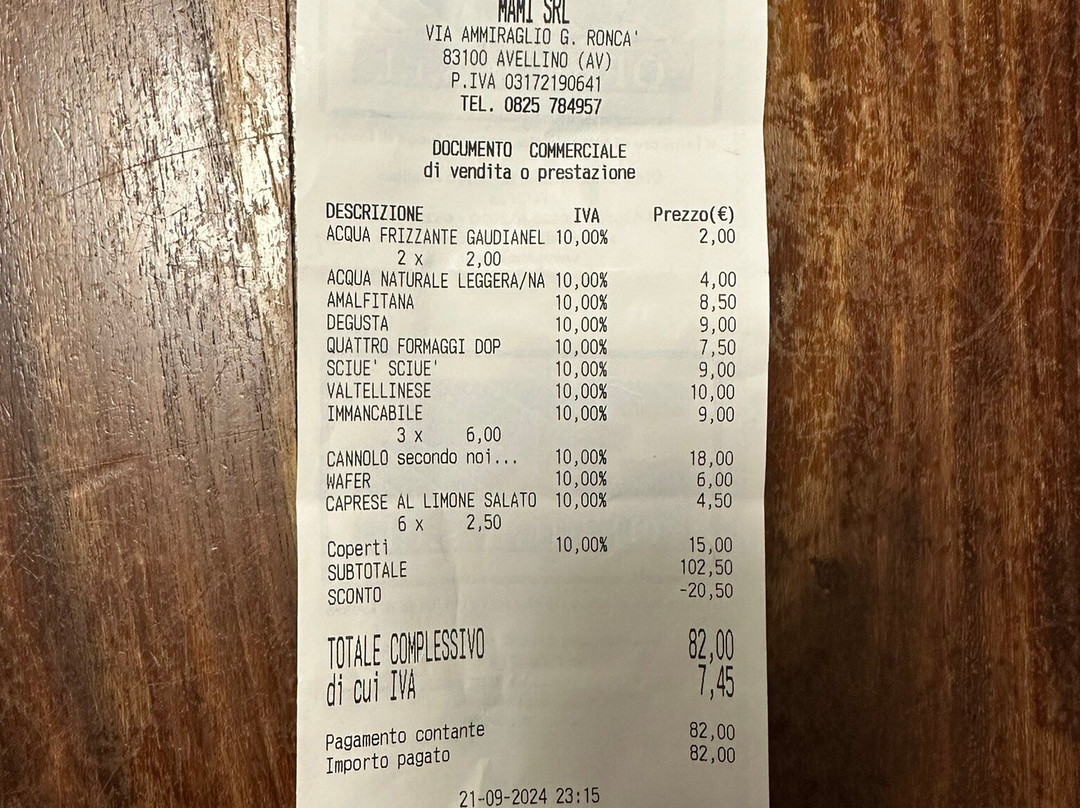 MAMI SRL
VIA AMMIRAGLIO G. RONCA'
83100 AVELLINO (AV)
P.IVA 03172190641
TEL. 0825 784957
DOCUMENTO COMMERCIALE
di vendita o prestazione
DESCRIZIONE IVA Prezzo(€)
ACQUA FRIZZANTE GAUDIANEL 10,00% 2,00
2 x 2,00
ACQUA NATURALE LEGGERA/NA 10,00% 4,00
AMALFITANA 10,00% 8,50
DEGUSTA 10,00% 9,00
QUATTRO FORMAGGI DOP 10,00% 7,50
SCIUE' SCIUE' 10,00% 9,00
VALTELLINESE 10,00% 10,00
IMMANCABILE 10,00% 9,00
3 x 6,00
CANNOLO secondo noi... 10,00% 18,00
WAFER 10,00% 6,00
CAPRESE AL LIMONE SALATO 10,00% 4,50
6 x 2,50
Coperti 10,00% 15,00
SUBTOTALE 102,50
SCONTO -20,50
TOTALE COMPLESSIVO 82,00
di cui IVA 7,45
Pagamento contante 82,00
Importo pagato 82,00
21-09-2024 23:15